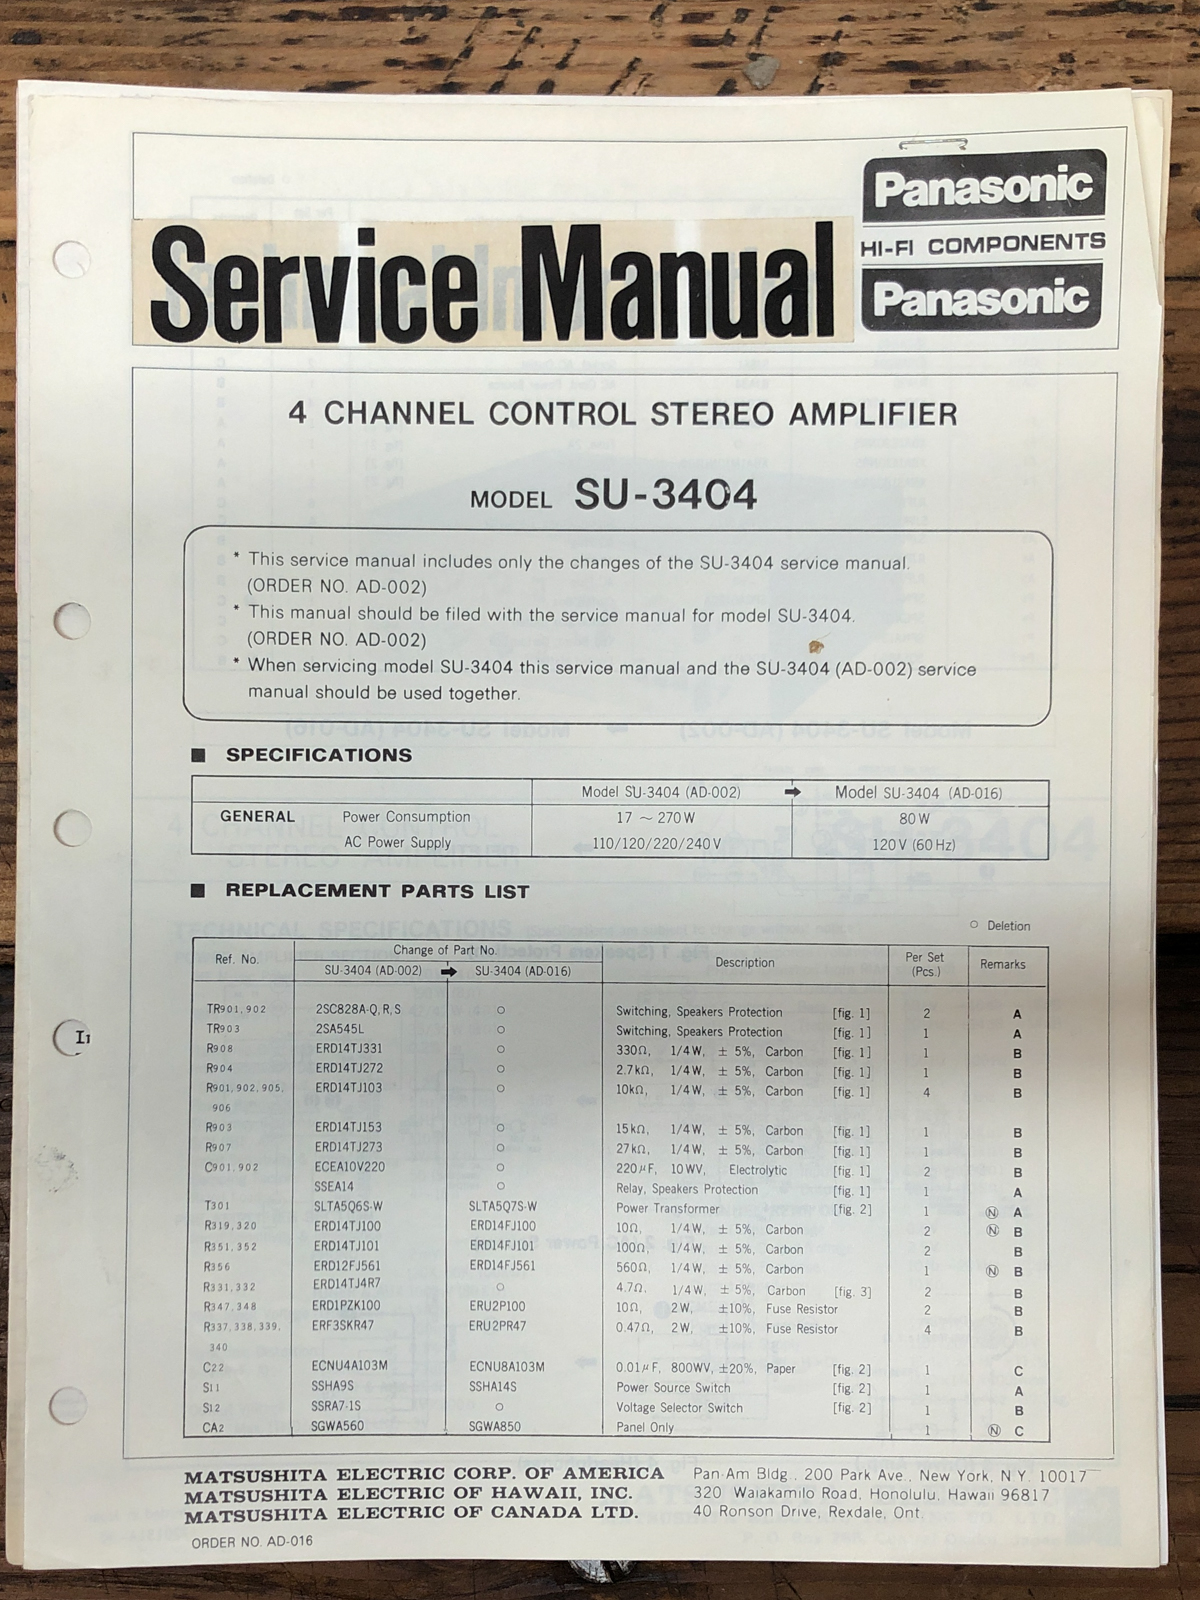 Panasonic
HI-FI COMPONENTS
Panasonic
Service Manual
4 CHANNEL CONTROL STEREO AMPLIFIER
MODEL SU-3404
* This service manual includes only the changes of the SU-3404 service manual.
(ORDER NO. AD-002)
* This manual should be filed with the service manual for model SU-3404.
(ORDER NO. AD-002)
* When servicing model SU-3404 this service manual and the SU-3404 (AD-002) service
manual should be used together.
■ SPECIFICATIONS
Model SU-3404 (AD-002) ➡ Model SU-3404 (AD-016)
GENERAL Power Consumption 17 ~ 270W 80W
AC Power Supply 110/120/220/240V 120V (60Hz)
■ REPLACEMENT PARTS LIST
○ Deletion
Ref. No. Change of Part No. Description Per Set (Pcs.) Remarks
SU-3404 (AD-002) ➡ SU-3404 (AD-016)
TR901,902 2SC828A-Q,R,S ○ Switching, Speakers Protection [fig. 1] 2 A
TR903 2SA545L ○ Switching, Speakers Protection [fig. 1] 1 A
R908 ERD14TJ331 ○ 330Ω, 1/4W, ± 5%, Carbon [fig. 1] 1 B
R904 ERD14TJ272 ○ 2.7kΩ, 1/4W, ± 5%, Carbon [fig. 1] 1 B
R901,902,905, ERD14TJ103 ○ 10kΩ, 1/4W, ± 5%, Carbon [fig. 1] 4 B
906
R903 ERD14TJ153 ○ 15kΩ, 1/4W, ± 5%, Carbon [fig. 1] 1 B
R907 ERD14TJ273 ○ 27kΩ, 1/4W, ± 5%, Carbon [fig. 1] 1 B
C901,902 ECEA10V220 ○ 220μF, 10WV, Electrolytic [fig. 1] 2 B
SSEA14 ○ Relay, Speakers Protection [fig. 1] 1 A
T301 SLTA5Q6S-W SLTA5Q7S-W Power Transformer [fig. 2] 1 Ⓝ A
R319,320 ERD14TJ100 ERD14FJ100 10Ω, 1/4W, ± 5%, Carbon 2 Ⓝ B
R351,352 ERD14TJ101 ERD14FJ101 100Ω, 1/4W, ± 5%, Carbon 2 B
R356 ERD12FJ561 ERD14FJ561 560Ω, 1/4W, ± 5%, Carbon 1 Ⓝ B
R331,332 ERD14TJ4R7 ○ 4.7Ω, 1/4W, ± 5%, Carbon [fig. 3] 2 B
R347,348 ERD1PZK100 ERU2P100 10Ω, 2W, ±10%, Fuse Resistor 2 B
R337,338,339, ERF3SKR47 ERU2PR47 0.47Ω, 2W, ±10%, Fuse Resistor 4 B
340
C22 ECNU4A103M ECNU8A103M 0.01μF, 800WV, ±20%, Paper [fig. 2] 1 C
S11 SSHA9S SSHA14S Power Source Switch [fig. 2] 1 A
S12 SSRA7-1S ○ Voltage Selector Switch [fig. 2] 1 B
CA2 SGWA560 SGWA850 Panel Only 1 Ⓝ C
MATSUSHITA ELECTRIC CORP. OF AMERICA Pan-Am Bldg., 200 Park Ave., New York, N.Y. 10017
MATSUSHITA ELECTRIC OF HAWAII, INC. 320 Waiakamilo Road, Honolulu, Hawaii 96817
MATSUSHITA ELECTRIC OF CANADA LTD. 40 Ronson Drive, Rexdale, Ont.
ORDER NO. AD-016